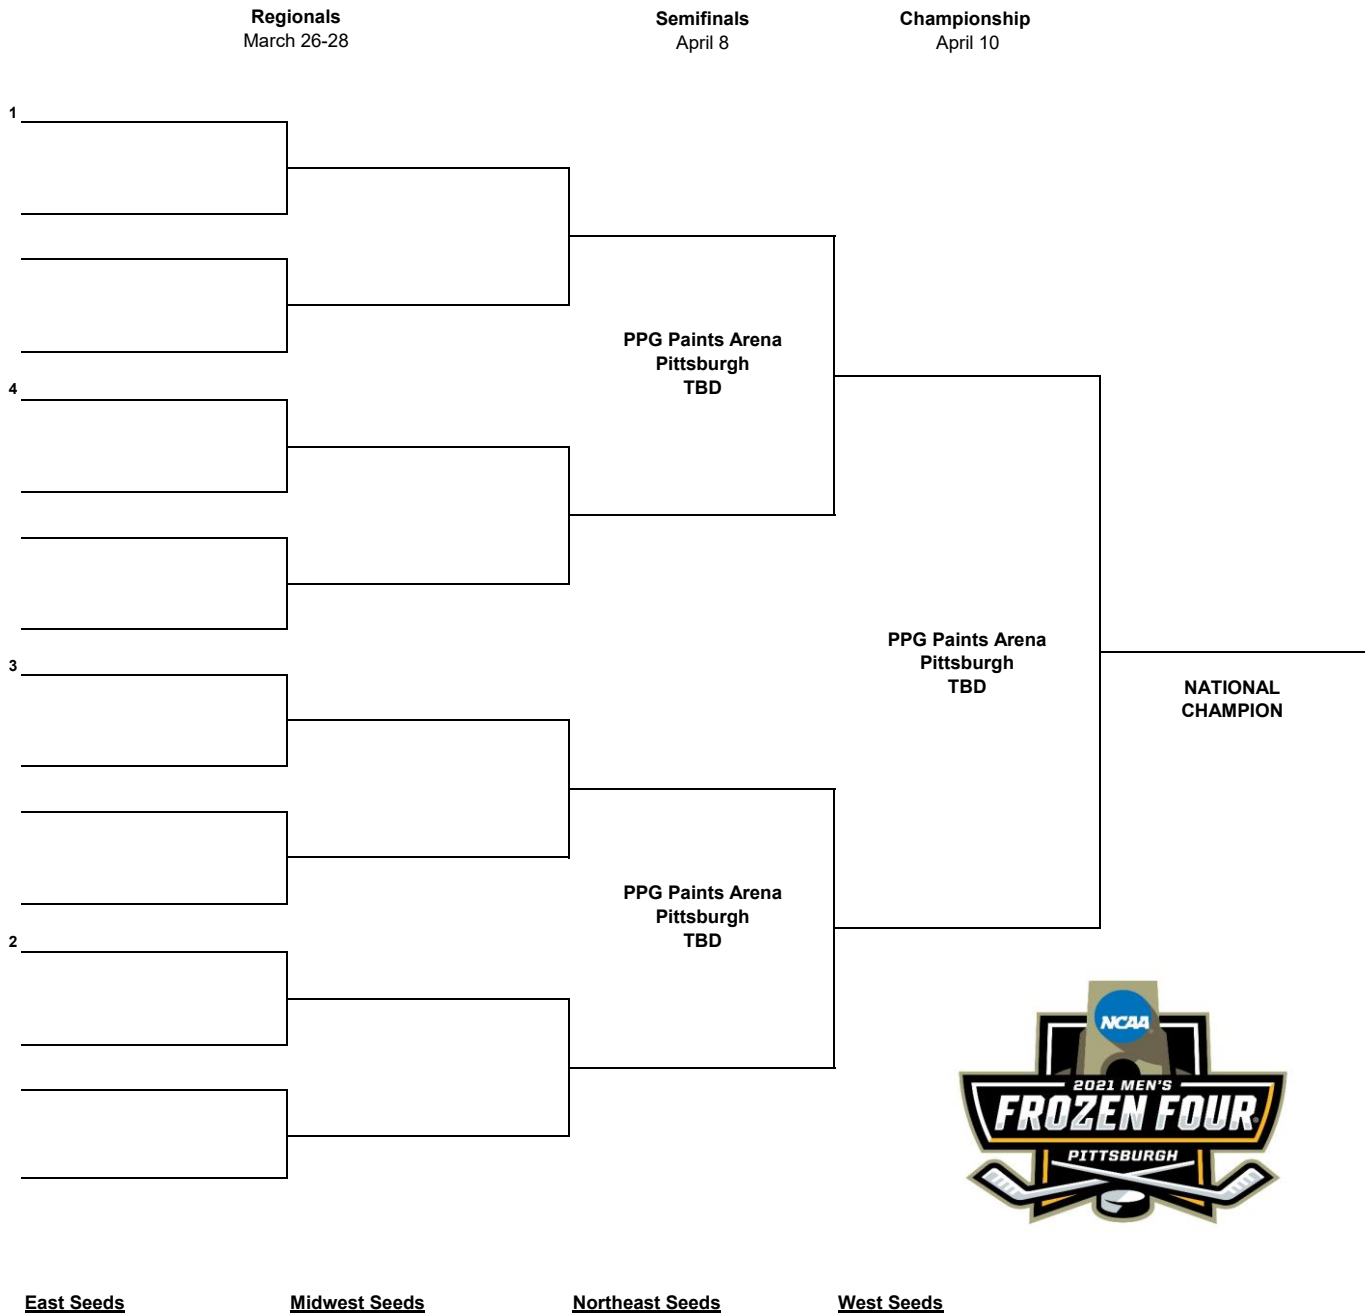 Regionals
March 26-28
Semifinals
April 8
Championship
April 10
1
PPG Paints Arena
Pittsburgh
TBD
4
PPG Paints Arena
Pittsburgh
TBD
NATIONAL
CHAMPION
3
PPG Paints Arena
Pittsburgh
TBD
2
NCAA
2021 MEN'S
FROZEN FOUR®
PITTSBURGH
East Seeds
Midwest Seeds
Northeast Seeds
West Seeds